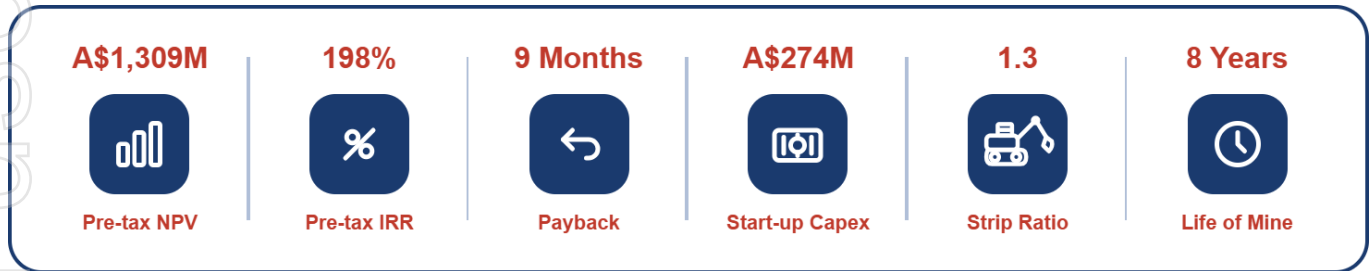 A$1,309M
Pre-tax NPV
198%
Pre-tax IRR
9 Months
Payback
A$274M
Start-up Capex
1.3
Strip Ratio
8 Years
Life of Mine